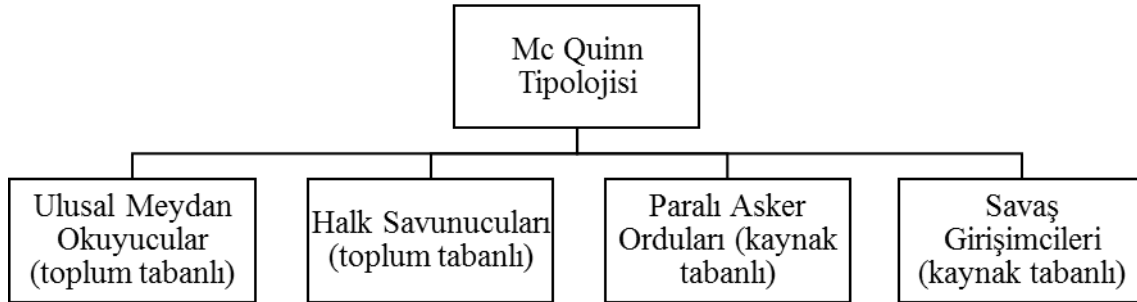 Mc Quinn
Tipolojisi
Ulusal Meydan
Okuyucular
(toplum tabanlı)
Halk Savunucuları
(toplum tabanlı)
Paralı Asker
Orduları (kaynak
tabanlı)
Savaş
Girişimcileri
(kaynak tabanlı)